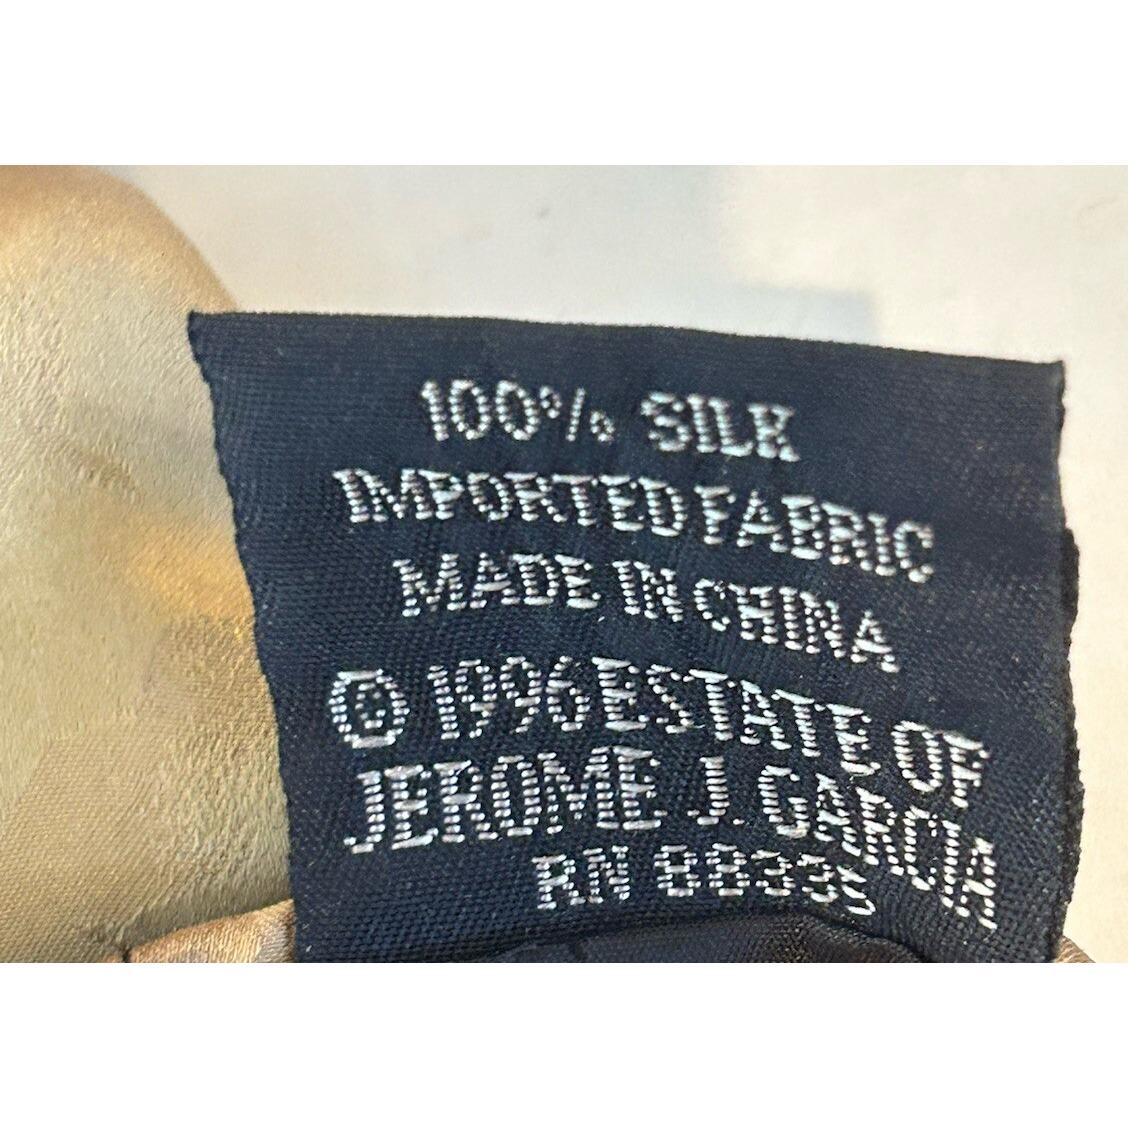 100% SILK
IMPORTED FABRIC
MADE IN CHINA
© 1996 ESTATE OF
JEROME J. GARCIA
RN 88335